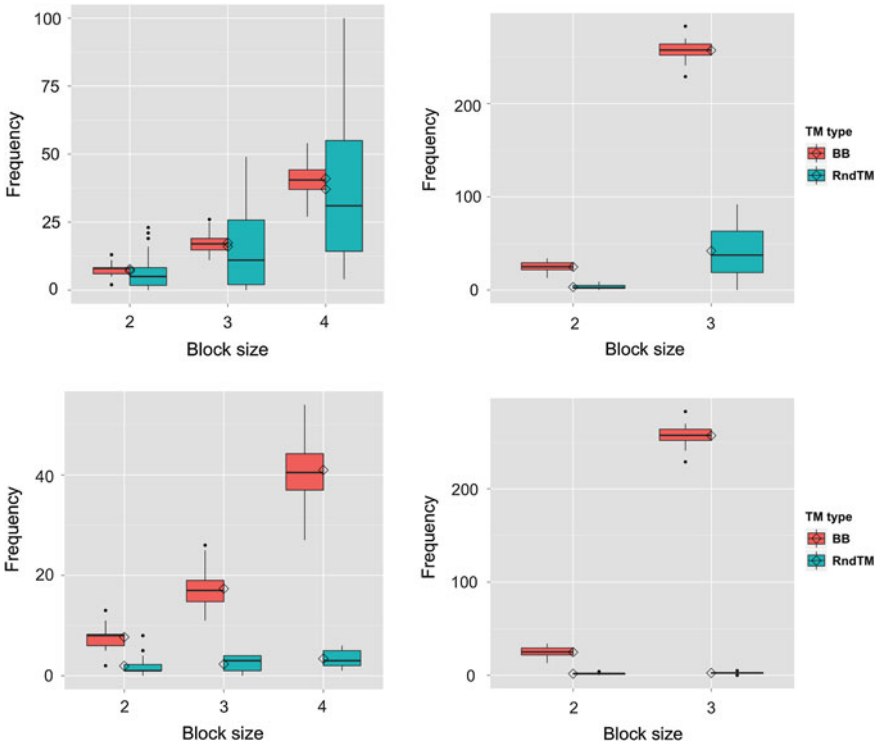 100
75
50
25
0
Frequency
2 3 4
Block size
200
100
0
Frequency
2 3
Block size
TM type
BB
RndTM
40
20
0
Frequency
2 3 4
Block size
200
100
0
Frequency
2 3
Block size
TM type
BB
RndTM